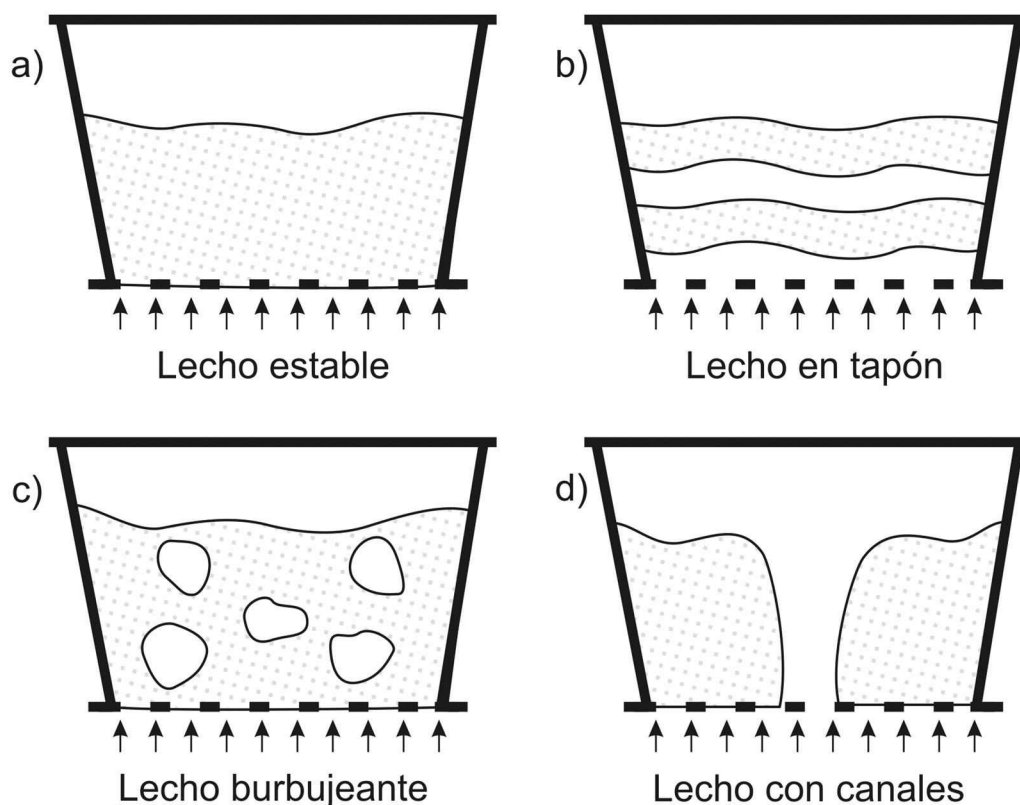 a)
b)
Lecho estable
Lecho en tapón
c)
d)
Lecho burbujeante
Lecho con canales